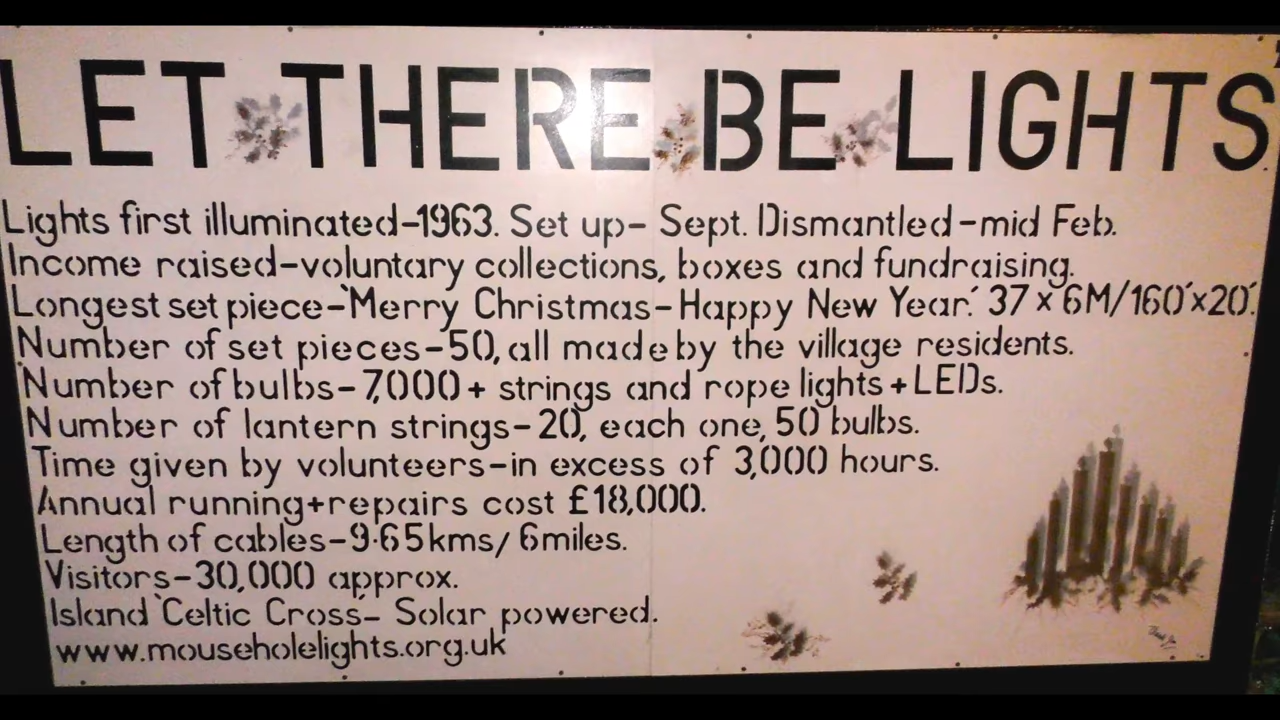 LET THERE BE LIGHTS'
Lights first illuminated-1963. Set up- Sept. Dismantled-mid Feb.
Income raised-voluntary collections, boxes and fundraising.
Longest set piece-'Merry Christmas-Happy New Year.' 37 x 6M/160'x20'.
Number of set pieces-50, all made by the village residents.
Number of bulbs-7,000+ strings and rope lights+LEDs.
Number of lantern strings-20, each one, 50 bulbs.
Time given by volunteers-in excess of 3,000 hours.
Annual running+repairs cost £18,000.
Length of cables-9·65kms/ 6miles.
Visitors-30,000 approx.
Island 'Celtic Cross'- Solar powered.
www.mouseholelights.org.uk